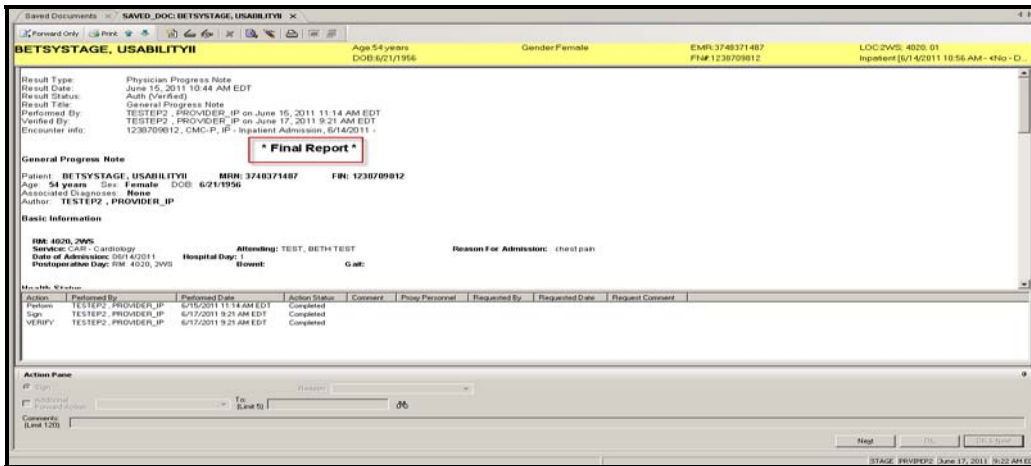 Saved Documents × SAVED_DOC: BETSYSTAGE, USABILITYII ×
Forward Only Print
BETSYSTAGE, USABILITYII Age:54 years Gender:Female EMR:3748371487 LOC:2WS; 4020; 01
DOB:6/21/1956 FN#:1238709812 Inpatient [6/14/2011 10:56 AM - <No - D...
Result Type: Physician Progress Note
Result Date: June 15, 2011 10:44 AM EDT
Result Status: Auth (Verified)
Result Title: General Progress Note
Performed By: TESTEP2 , PROVIDER_IP on June 15, 2011 11:14 AM EDT
Verified By: TESTEP2 , PROVIDER_IP on June 17, 2011 9:21 AM EDT
Encounter info: 1238709812, CMC-P, IP - Inpatient Admission, 6/14/2011 -
* Final Report *
General Progress Note
Patient: BETSYSTAGE, USABILITYII MRN: 3748371487 FIN: 1238709812
Age: 54 years Sex: Female DOB: 6/21/1956
Associated Diagnoses: None
Author: TESTEP2 , PROVIDER_IP
Basic Information
RM: 4020, 2WS
Service: CAR - Cardiology Attending: TEST, BETH TEST Reason For Admission: chest pain
Date of Admission: 06/14/2011 Hospital Day: 1
Postoperative Day: RM: 4020, 2WS Bowel: Gait:
Health Status
Action Performed By Performed Date Action Status Comment Proxy Personnel Requested By Requested Date Request Comment
Perform TESTEP2 , PROVIDER_IP 6/15/2011 11:14 AM EDT Completed
Sign TESTEP2 , PROVIDER_IP 6/17/2011 9:21 AM EDT Completed
VERIFY TESTEP2 , PROVIDER_IP 6/17/2011 9:21 AM EDT Completed
Action Pane
Sign Reason:
Additional Forward Action: To: (Limit 5)
Comments: (Limit 120)
Next OK OK & Next
STAGE PRVIPEP2 June 17, 2011 9:22 AM ED